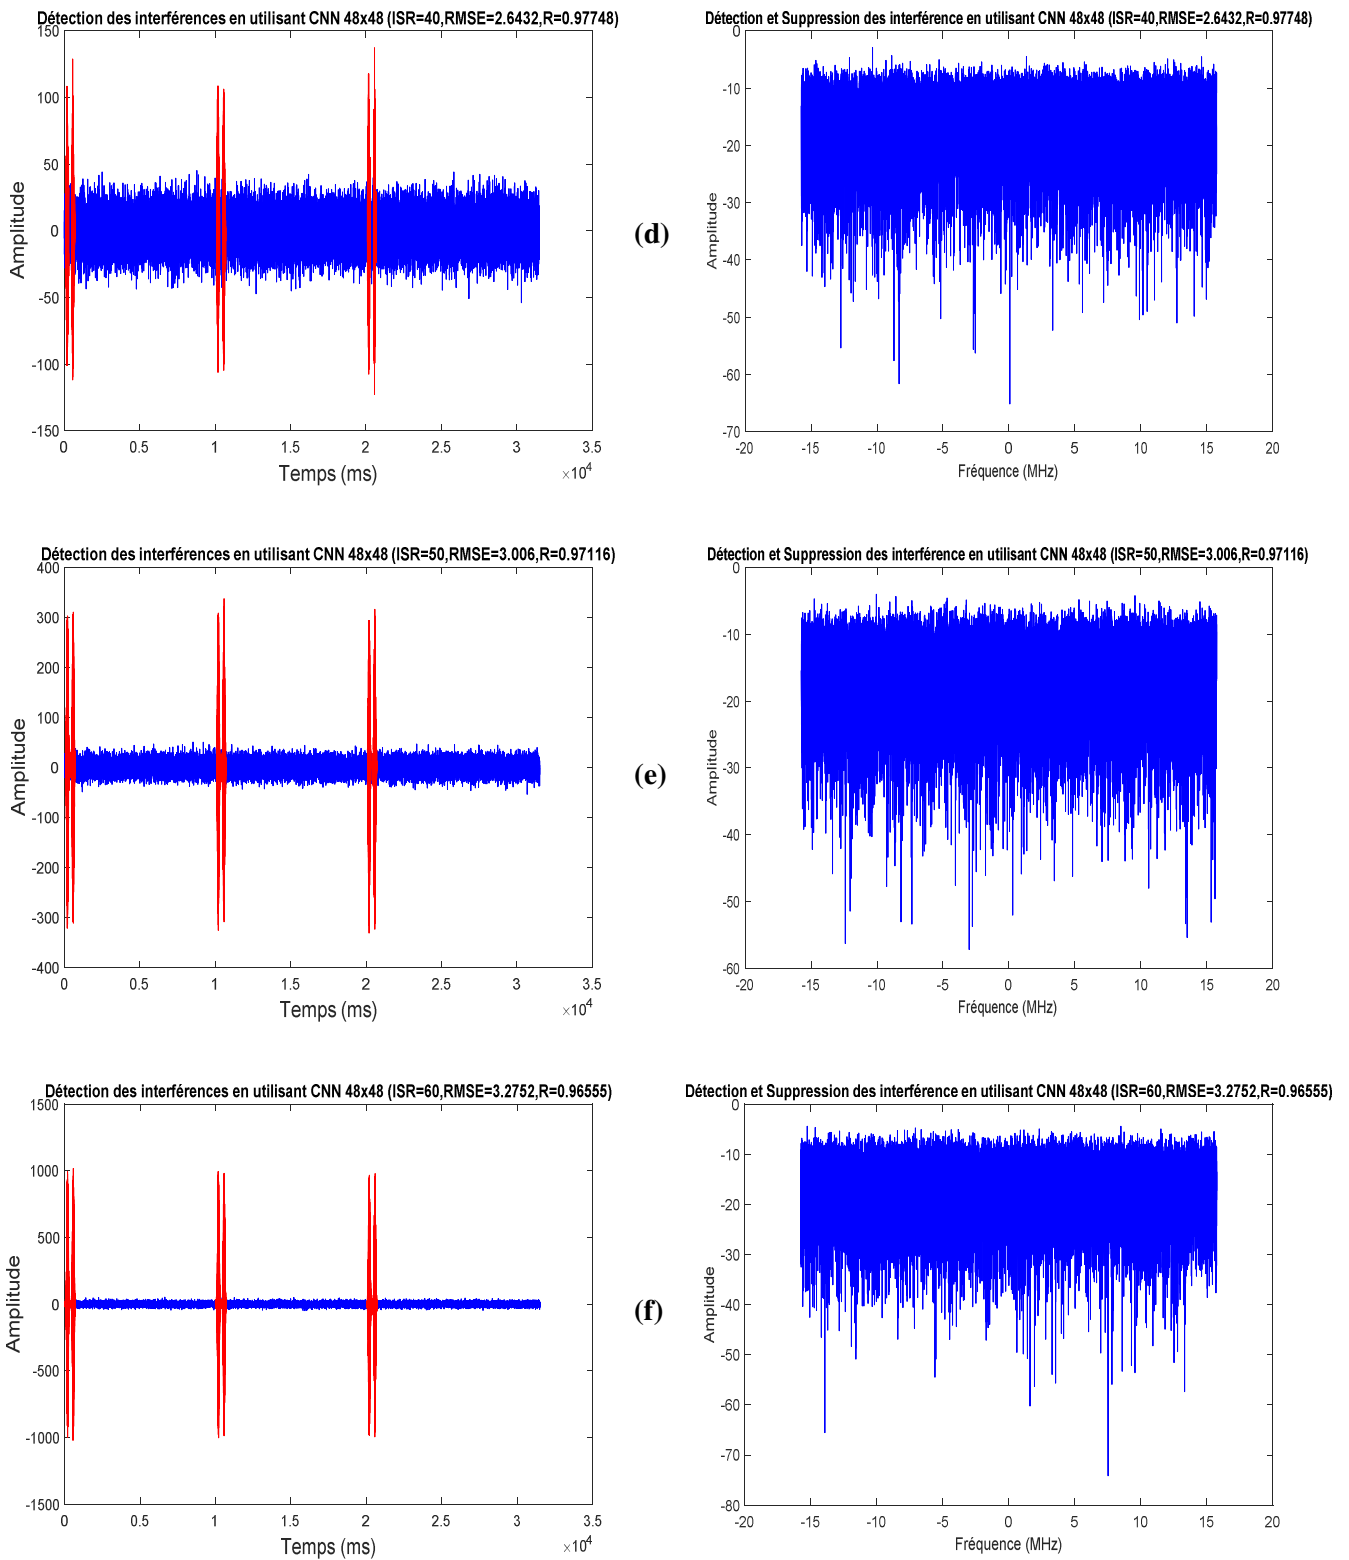 Détection des interférences en utilisant CNN 48x48 (ISR=40,RMSE=2.6432,R=0.97748)
150
100
50
0
-50
-100
-150
Amplitude
0 0.5 1 1.5 2 2.5 3 3.5
Temps (ms)
×10^4
(d)
Détection et Suppression des interférence en utilisant CNN 48x48 (ISR=40,RMSE=2.6432,R=0.97748)
0
-10
-20
-30
-40
-50
-60
-70
Amplitude
-20 -15 -10 -5 0 5 10 15 20
Fréquence (MHz)
Détection des interférences en utilisant CNN 48x48 (ISR=50,RMSE=3.006,R=0.97116)
400
300
200
100
0
-100
-200
-300
-400
Amplitude
0 0.5 1 1.5 2 2.5 3 3.5
Temps (ms)
×10^4
(e)
Détection et Suppression des interférence en utilisant CNN 48x48 (ISR=50,RMSE=3.006,R=0.97116)
0
-10
-20
-30
-40
-50
-60
Amplitude
-20 -15 -10 -5 0 5 10 15 20
Fréquence (MHz)
Détection des interférences en utilisant CNN 48x48 (ISR=60,RMSE=3.2752,R=0.96555)
1500
1000
500
0
-500
-1000
-1500
Amplitude
0 0.5 1 1.5 2 2.5 3 3.5
Temps (ms)
×10^4
(f)
Détection et Suppression des interférence en utilisant CNN 48x48 (ISR=60,RMSE=3.2752,R=0.96555)
0
-10
-20
-30
-40
-50
-60
-70
-80
Amplitude
-20 -15 -10 -5 0 5 10 15 20
Fréquence (MHz)